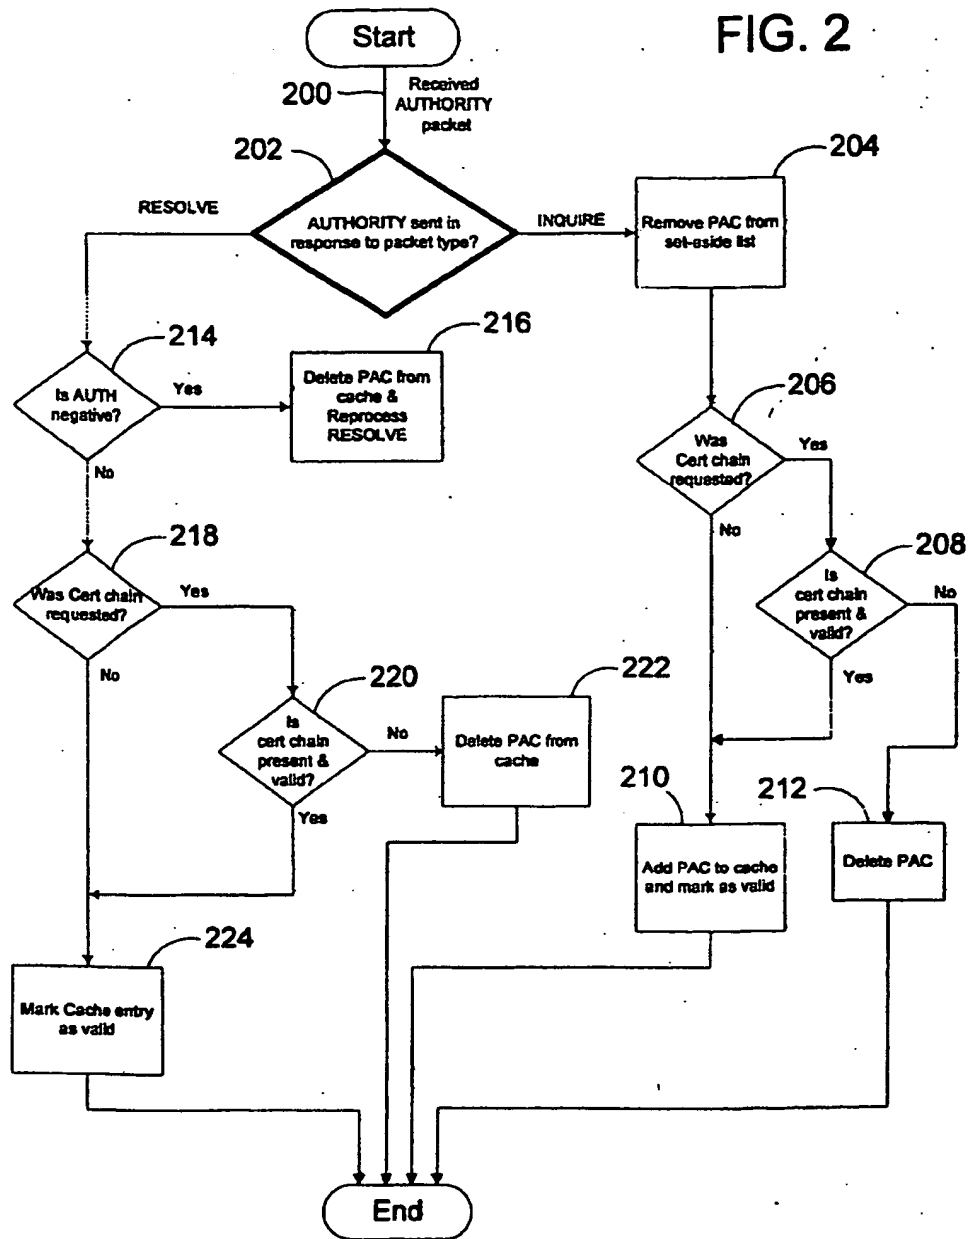 Start
FIG. 2
200
Received
AUTHORITY
packet
202
204
RESOLVE
AUTHORITY sent in
response to packet type?
INQUIRE
Remove PAC from
set-aside list
214
216
Is AUTH
negative?
Yes
Delete PAC from
cache &
Reprocess
RESOLVE
206
Was
Cert chain
requested?
Yes
No
No
218
208
Was Cert chain
requested?
Yes
Is
cert chain
present &
valid?
No
No
Yes
220
222
Is
cert chain
present &
valid?
No
Delete PAC from
cache
Yes
210
212
Add PAC to cache
and mark as valid
Delete PAC
224
Mark Cache entry
as valid
End